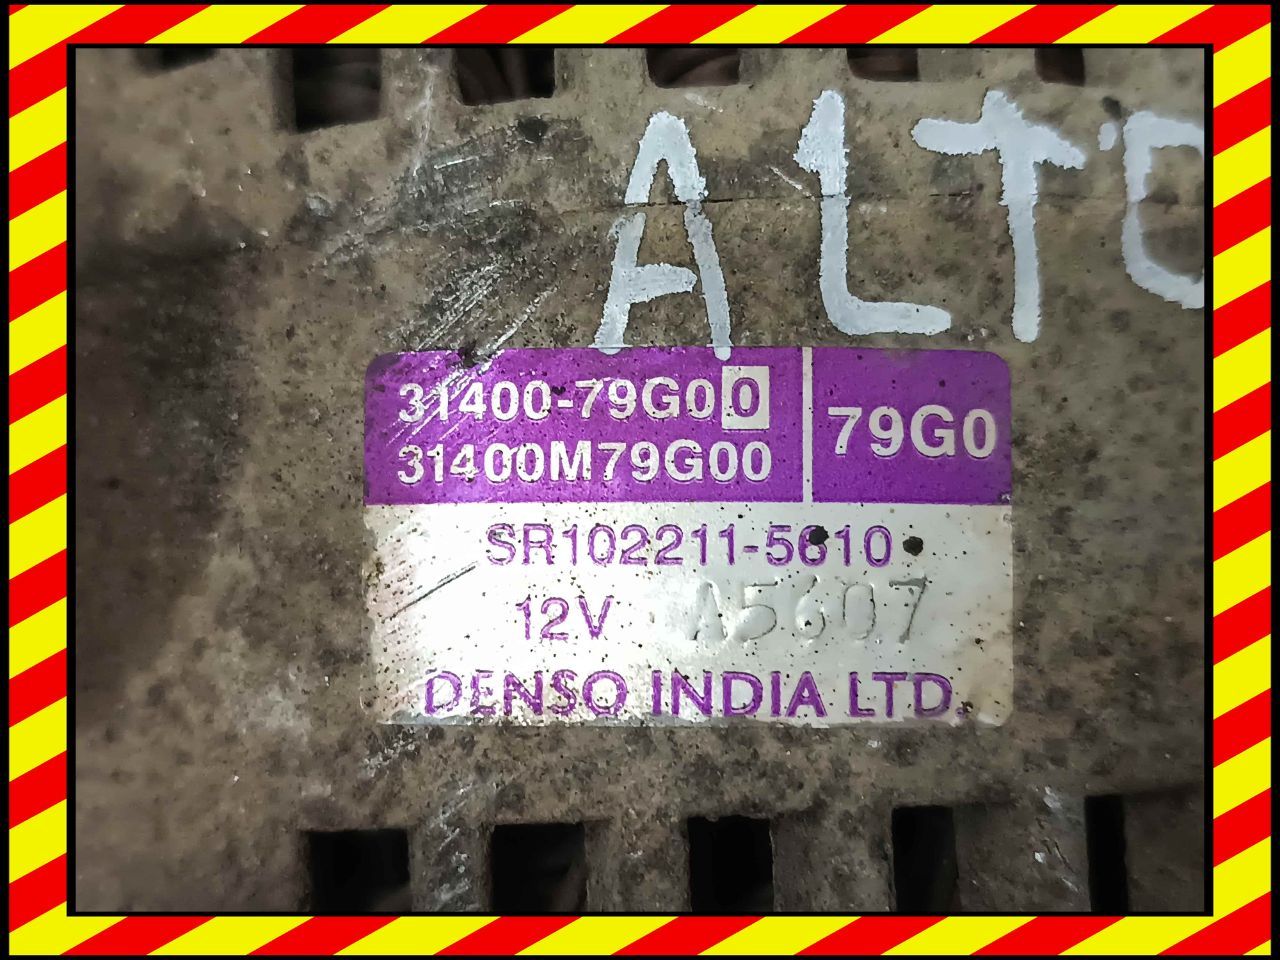 ALTO
31400-79G00
31400M79G00
79G0
SR102211-5610
12V
A5607
DENSO INDIA LTD.